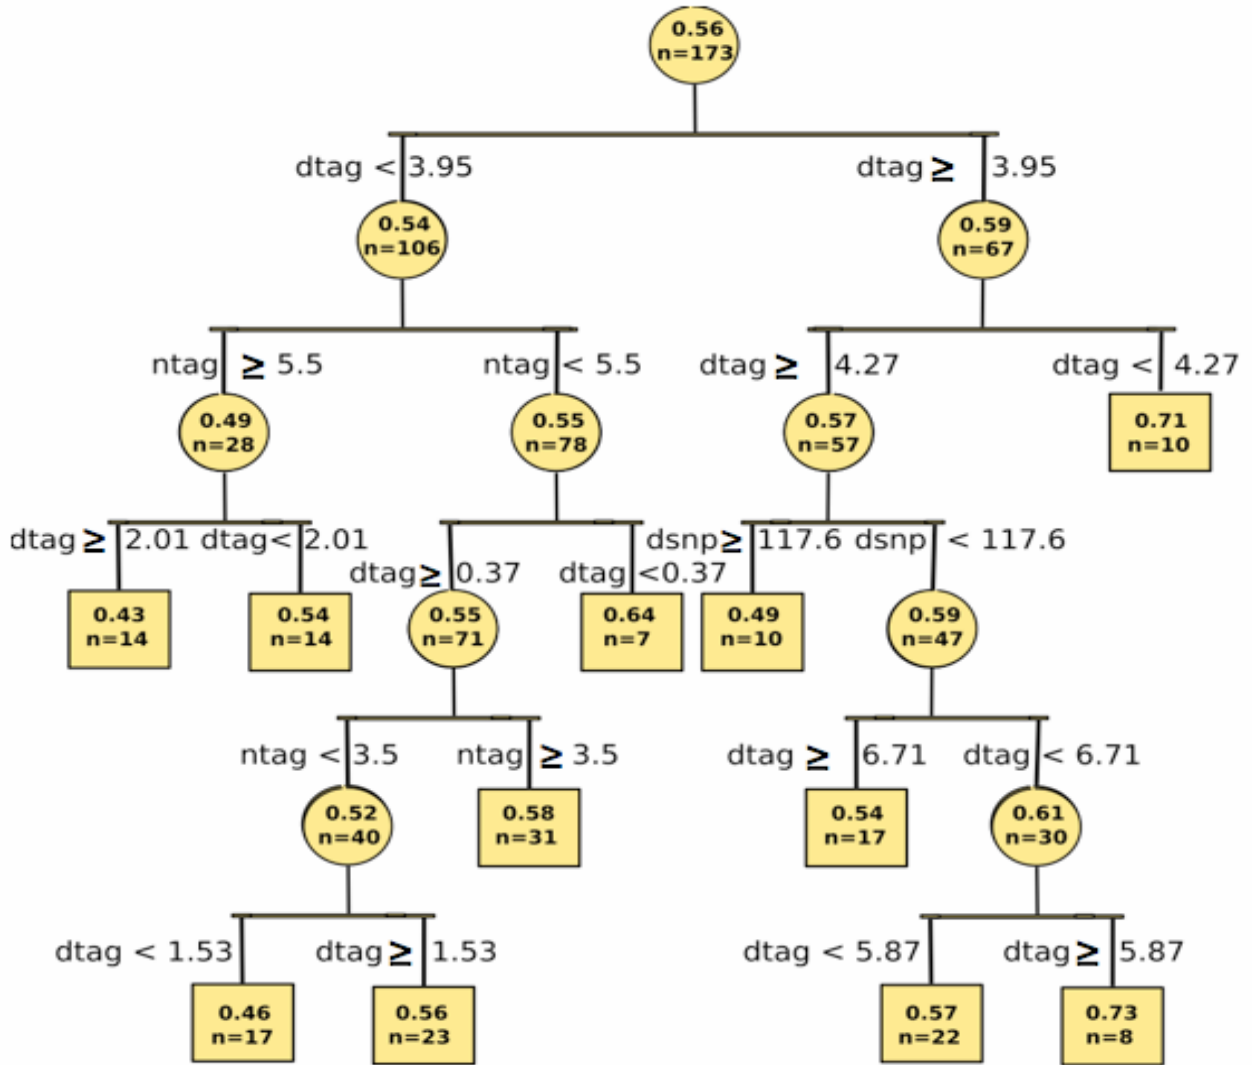 0.56
n=173
dtag < 3.95
dtag ≥ 3.95
0.54
n=106
0.59
n=67
ntag ≥ 5.5
ntag < 5.5
dtag ≥ 4.27
dtag < 4.27
0.49
n=28
0.55
n=78
0.57
n=57
0.71
n=10
dtag ≥ 2.01
dtag < 2.01
dtag ≥ 0.37
dtag <0.37
dsnp ≥ 117.6
dsnp < 117.6
0.43
n=14
0.54
n=14
0.55
n=71
0.64
n=7
0.49
n=10
0.59
n=47
ntag < 3.5
ntag ≥ 3.5
dtag ≥ 6.71
dtag < 6.71
0.52
n=40
0.58
n=31
0.54
n=17
0.61
n=30
dtag < 1.53
dtag ≥ 1.53
dtag < 5.87
dtag ≥ 5.87
0.46
n=17
0.56
n=23
0.57
n=22
0.73
n=8